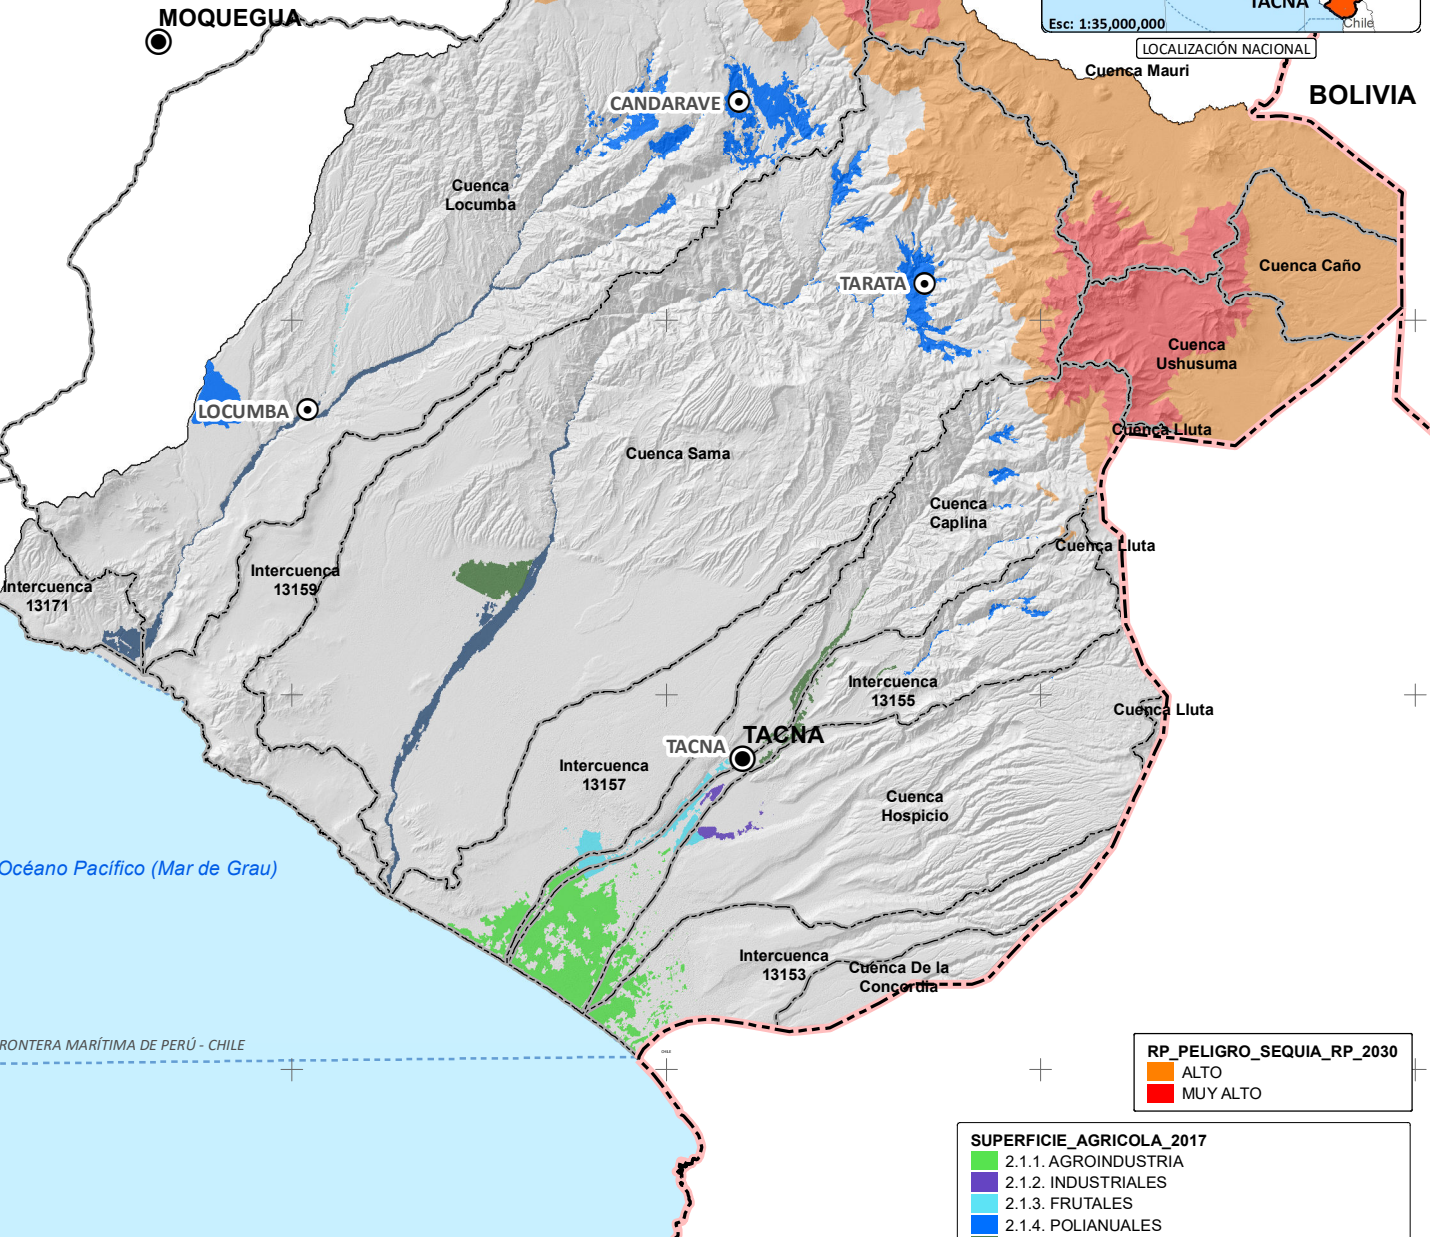 MOQUEGUA
TACNA
Chile
Esc: 1:35,000,000
LOCALIZACIÓN NACIONAL
Cuenca Mauri
BOLIVIA
CANDARAVE
Cuenca
Locumba
TARATA
Cuenca Caño
Cuenca
Ushusuma
LOCUMBA
Cuenca Lluta
Cuenca Sama
Cuenca
Caplina
Cuenca Lluta
Intercuenca
13171
Intercuenca
13159
Intercuenca
13155
Cuenca Lluta
TACNA
TACNA
Intercuenca
13157
Cuenca
Hospicio
Océano Pacífico (Mar de Grau)
Intercuenca
13153
Cuenca De la
Concordia
RONTERA MARÍTIMA DE PERÚ - CHILE
RP_PELIGRO_SEQUIA_RP_2030
ALTO
MUY ALTO
SUPERFICIE_AGRICOLA_2017
2.1.1. AGROINDUSTRIA
2.1.2. INDUSTRIALES
2.1.3. FRUTALES
2.1.4. POLIANUALES